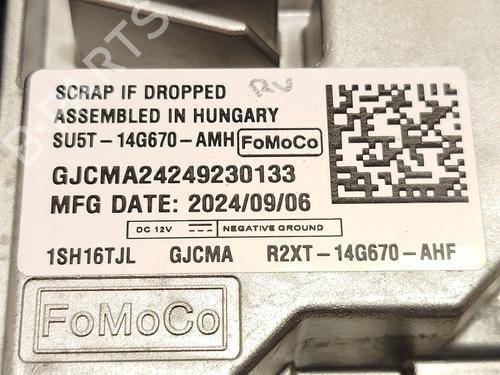 B-PARTS
SCRAP IF DROPPED
ASSEMBLED IN HUNGARY
SU5T-14G670-AMH FoMoCo
GJCMA24249230133
MFG DATE: 2024/09/06
DC 12V NEGATIVE GROUND
1SH16TJL GJCMA R2XT-14G670-AHF
FoMoCo